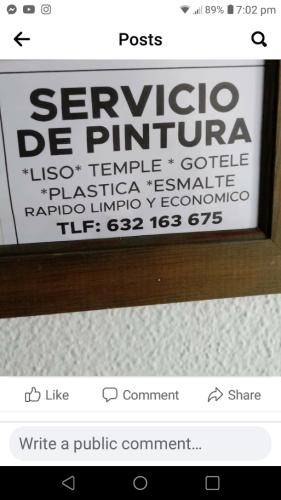 89% 7:02 pm
Posts
SERVICIO
DE PINTURA
*LISO* TEMPLE * GOTELE
*PLASTICA *ESMALTE
RAPIDO LIMPIO Y ECONOMICO
TLF: 632 163 675
Like Comment Share
Write a public comment...